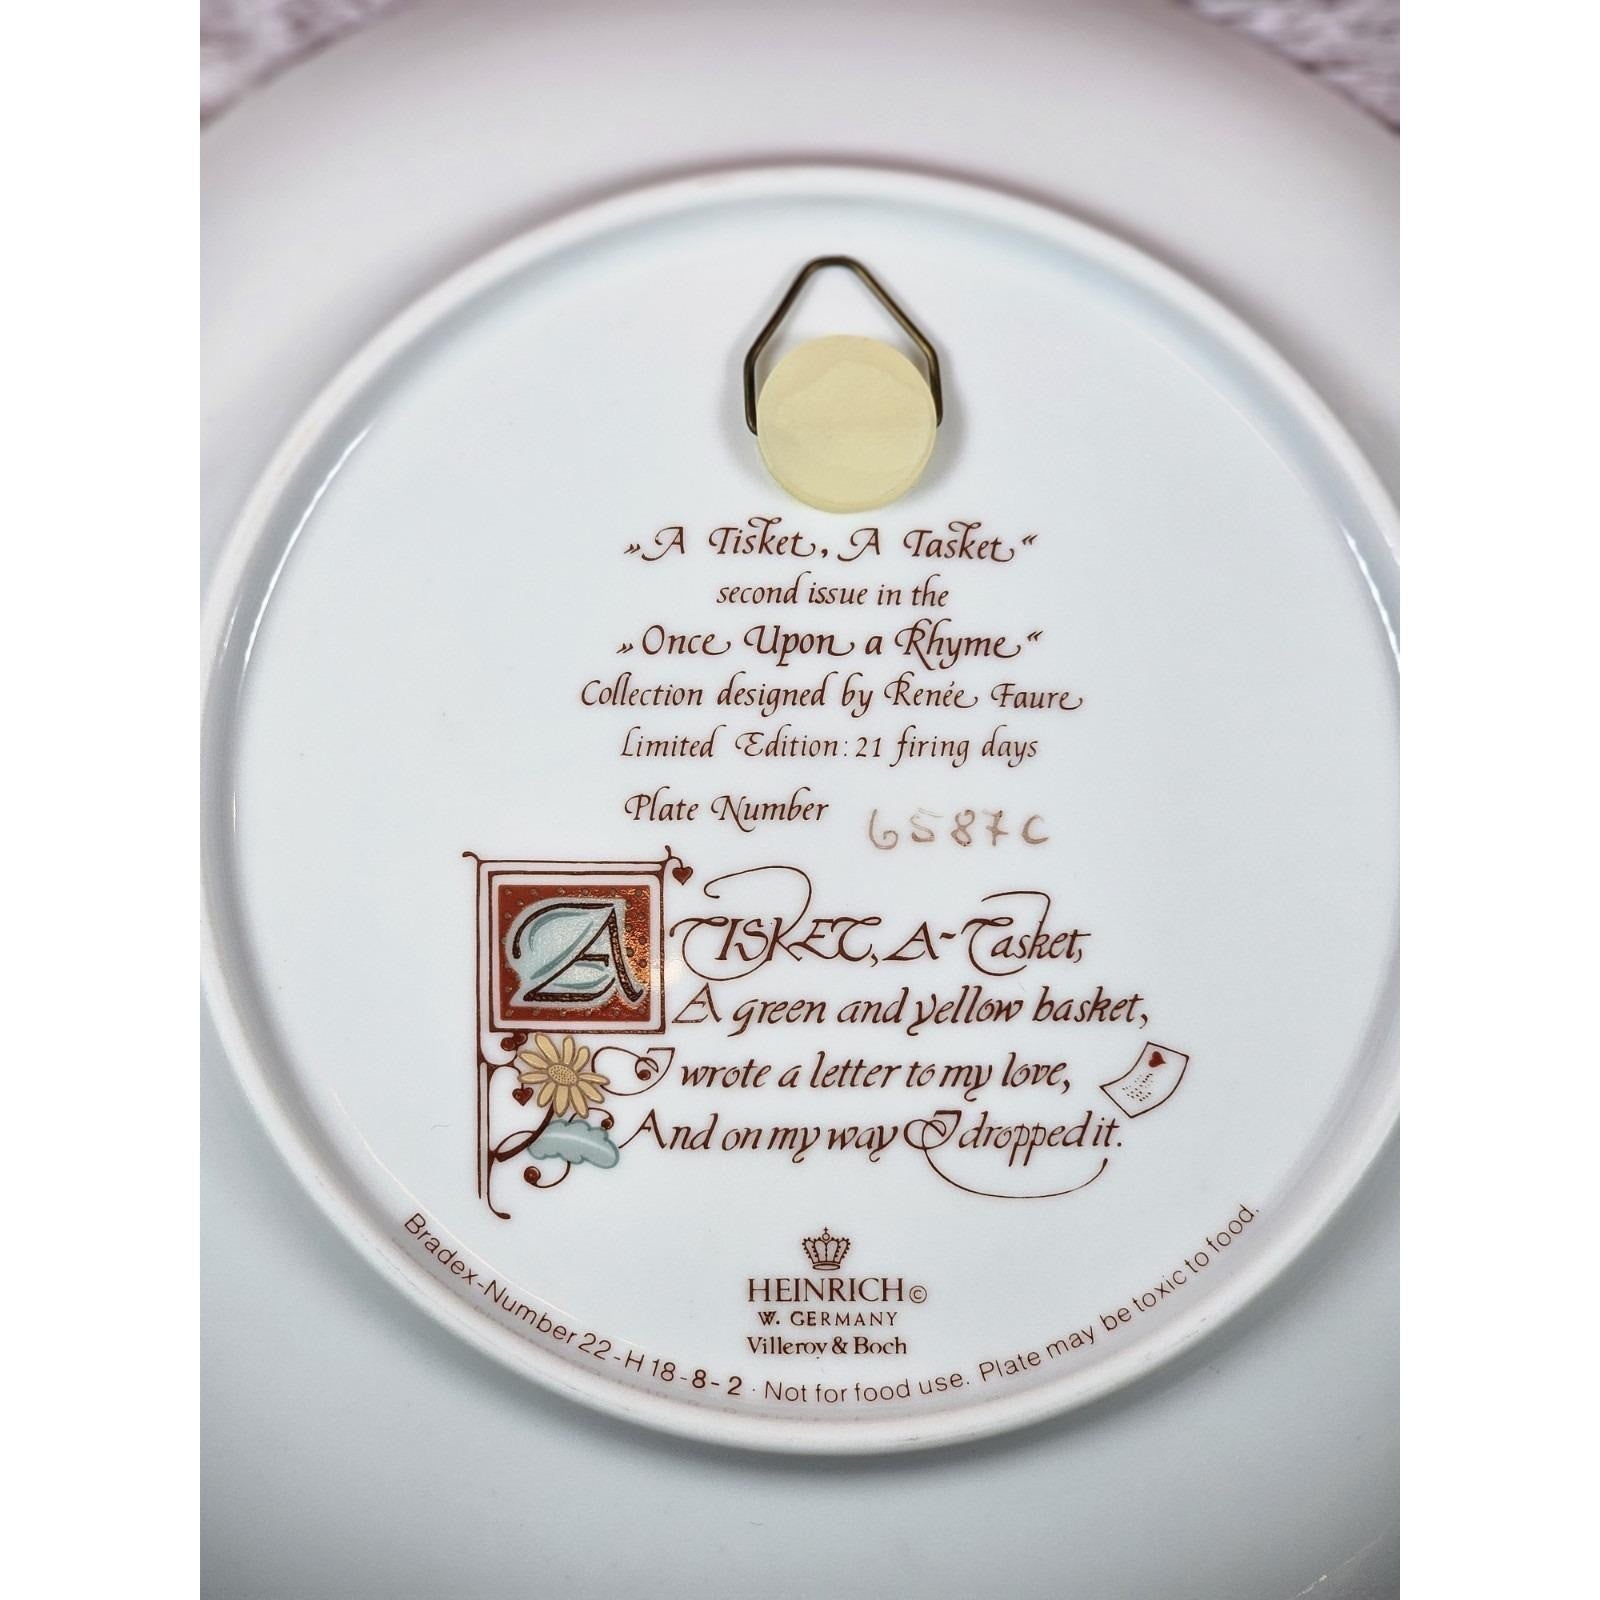 „A Tisket, A Tasket“
second issue in the
„Once Upon a Rhyme“
Collection designed by Renée Faure
Limited Edition: 21 firing days
Plate Number 6587C
A TISKET, A-Tasket,
A green and yellow basket,
I wrote a letter to my love,
And on my way I dropped it.
HEINRICH©
W. GERMANY
Villeroy & Boch
Bradex-Number 22-H18-8-2 · Not for food use. Plate may be toxic to food.